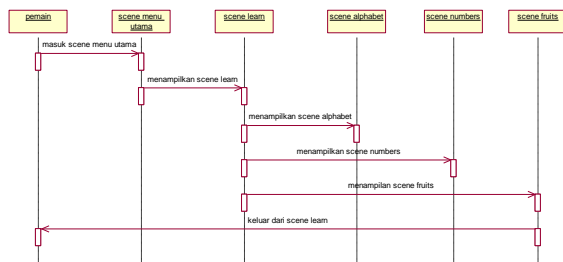 pemain
scene menu
utama
scene learn
scene alphabet
scene numbers
scene fruits
masuk scene menu utama
menampilkan scene learn
menampilkan scene alphabet
menampilkan scene numbers
menampilan scene fruits
keluar dari scene learn